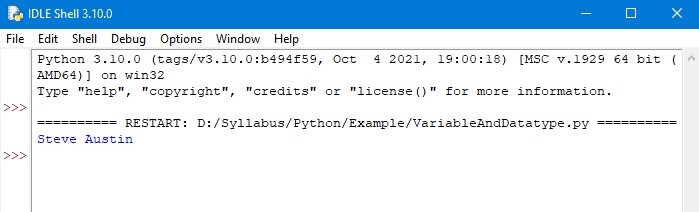 IDLE Shell 3.10.0
File Edit Shell Debug Options Window Help
Python 3.10.0 (tags/v3.10.0:b494f59, Oct  4 2021, 19:00:18) [MSC v.1929 64 bit (
AMD64)] on win32
Type "help", "copyright", "credits" or "license()" for more information.
>>>
========== RESTART: D:/Syllabus/Python/Example/VariableAndDatatype.py ==========
Steve Austin
>>>